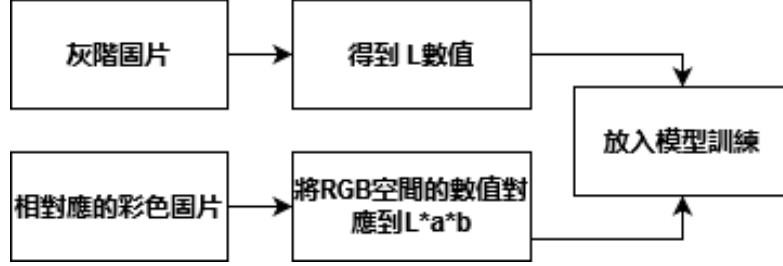 灰階圖片
得到 L數值
放入模型訓練
相對應的彩色圖片
將RGB空間的數值對
應到L*a*b